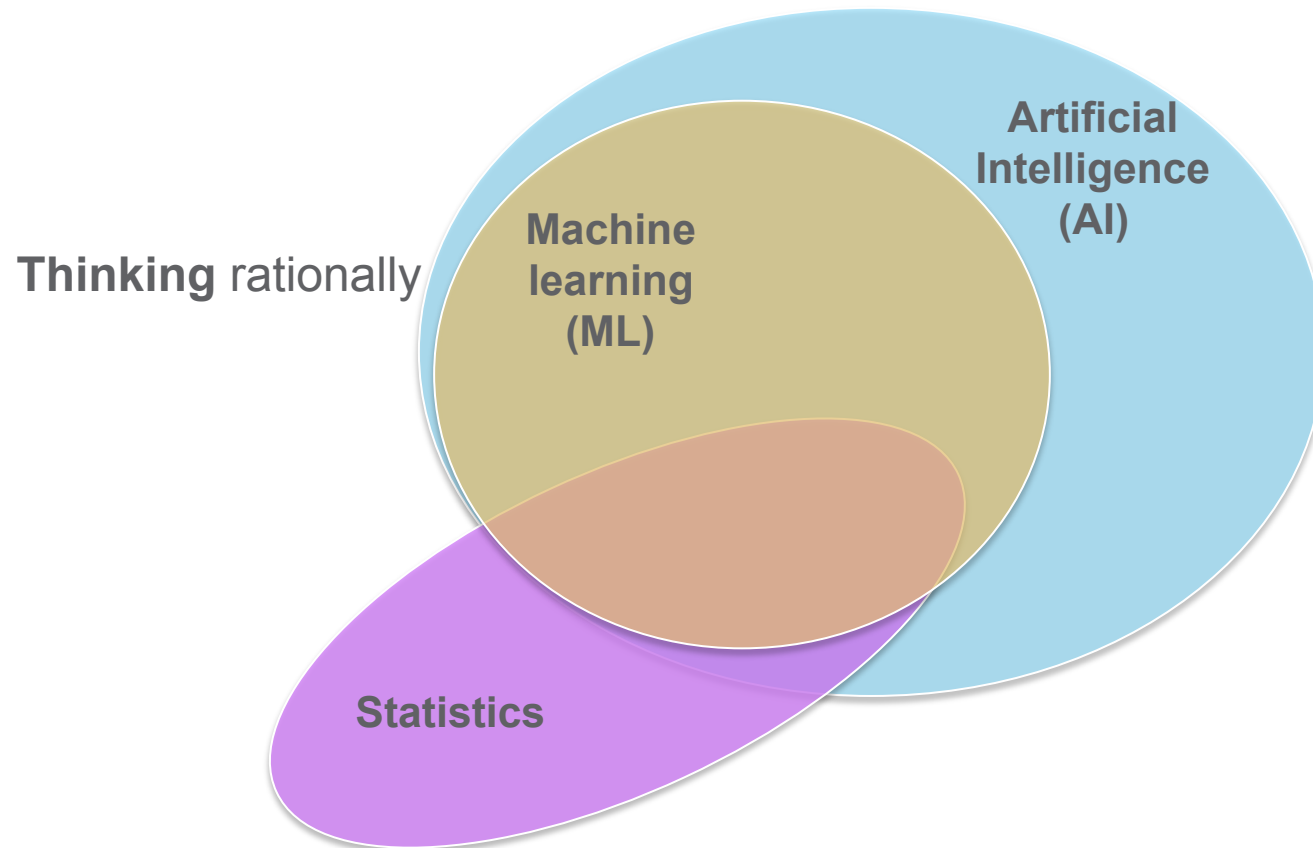 Artificial
Intelligence
(AI)
Machine
learning
(ML)
Thinking rationally
Statistics